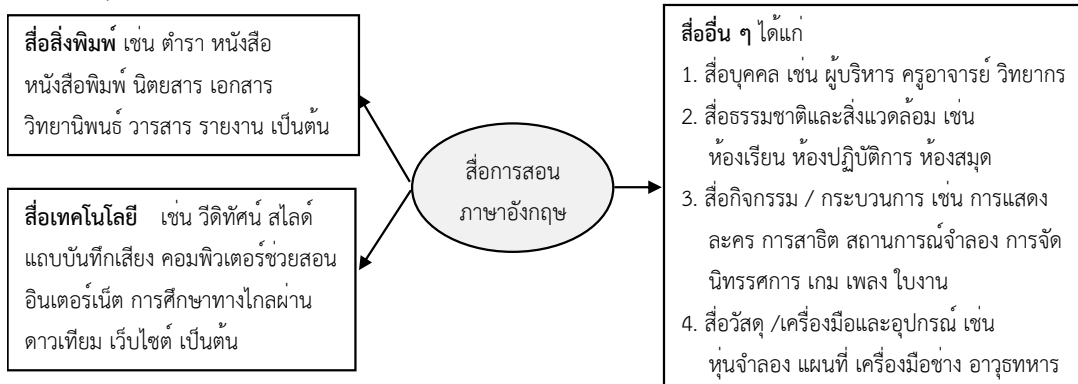 สื่อสิ่งพิมพ์ เช่น ตำรา หนังสือ
หนังสือพิมพ์ นิตยสาร เอกสาร
วิทยานิพนธ์ วารสาร รายงาน เป็นต้น
สื่อเทคโนโลยี เช่น วีดิทัศน์ สไลด์
แถบบันทึกเสียง คอมพิวเตอร์ช่วยสอน
อินเตอร์เน็ต การศึกษาทางไกลผ่าน
ดาวเทียม เว็บไซต์ เป็นต้น
สื่อการสอน
ภาษาอังกฤษ
สื่ออื่น ๆ ได้แก่
1. สื่อบุคคล เช่น ผู้บริหาร ครูอาจารย์ วิทยากร
2. สื่อธรรมชาติและสิ่งแวดล้อม เช่น
ห้องเรียน ห้องปฏิบัติการ ห้องสมุด
3. สื่อกิจกรรม / กระบวนการ เช่น การแสดง
ละคร การสาธิต สถานการณ์จำลอง การจัด
นิทรรศการ เกม เพลง ใบงาน
4. สื่อวัสดุ /เครื่องมือและอุปกรณ์ เช่น
หุ่นจำลอง แผนที่ เครื่องมือช่าง อาวุธทหาร